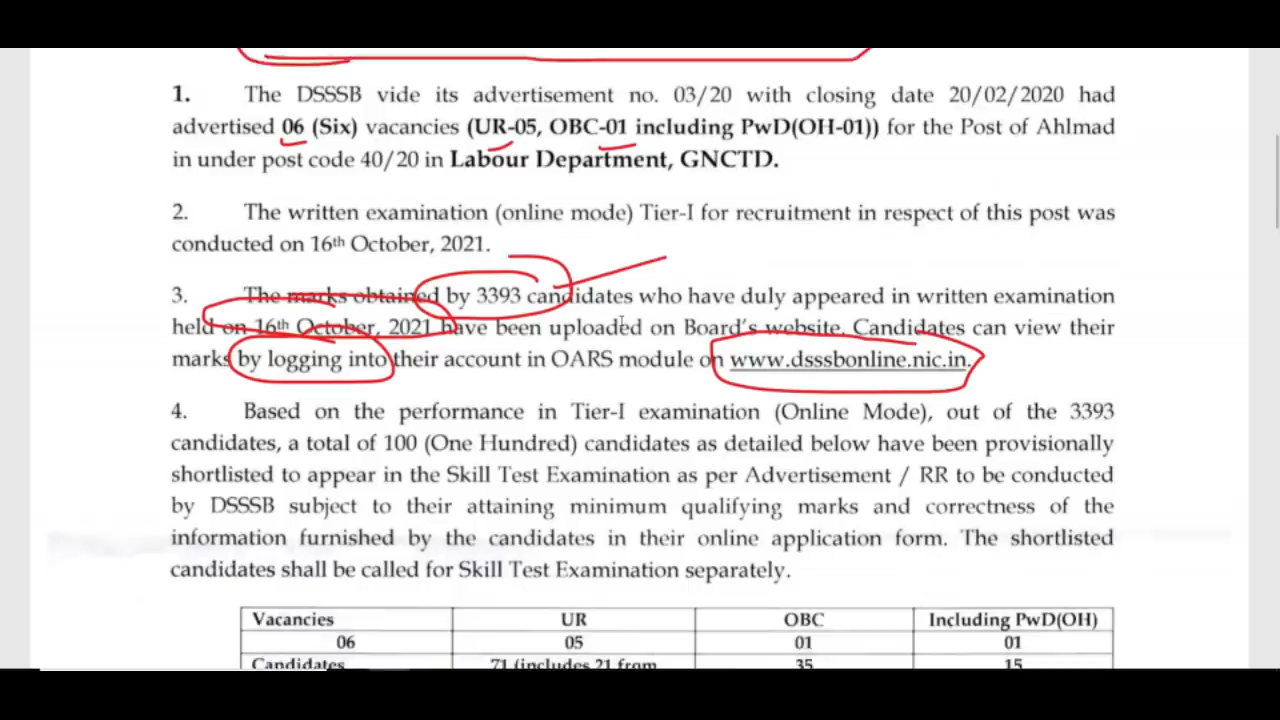 1. The DSSSB vide its advertisement no. 03/20 with closing date 20/02/2020 had
advertised 06 (Six) vacancies (UR-05, OBC-01 including PwD(OH-01)) for the Post of Ahlmad
in under post code 40/20 in Labour Department, GNCTD.
2. The written examination (online mode) Tier-I for recruitment in respect of this post was
conducted on 16th October, 2021.
3. The marks obtained by 3393 candidates who have duly appeared in written examination
held on 16th October, 2021 have been uploaded on Board's website. Candidates can view their
marks by logging into their account in OARS module on www.dsssbonline.nic.in.
4. Based on the performance in Tier-I examination (Online Mode), out of the 3393
candidates, a total of 100 (One Hundred) candidates as detailed below have been provisionally
shortlisted to appear in the Skill Test Examination as per Advertisement / RR to be conducted
by DSSSB subject to their attaining minimum qualifying marks and correctness of the
information furnished by the candidates in their online application form. The shortlisted
candidates shall be called for Skill Test Examination separately.
Vacancies UR OBC Including PwD(OH)
06 05 01 01
Candidates 71 (includes 21 from 35 15